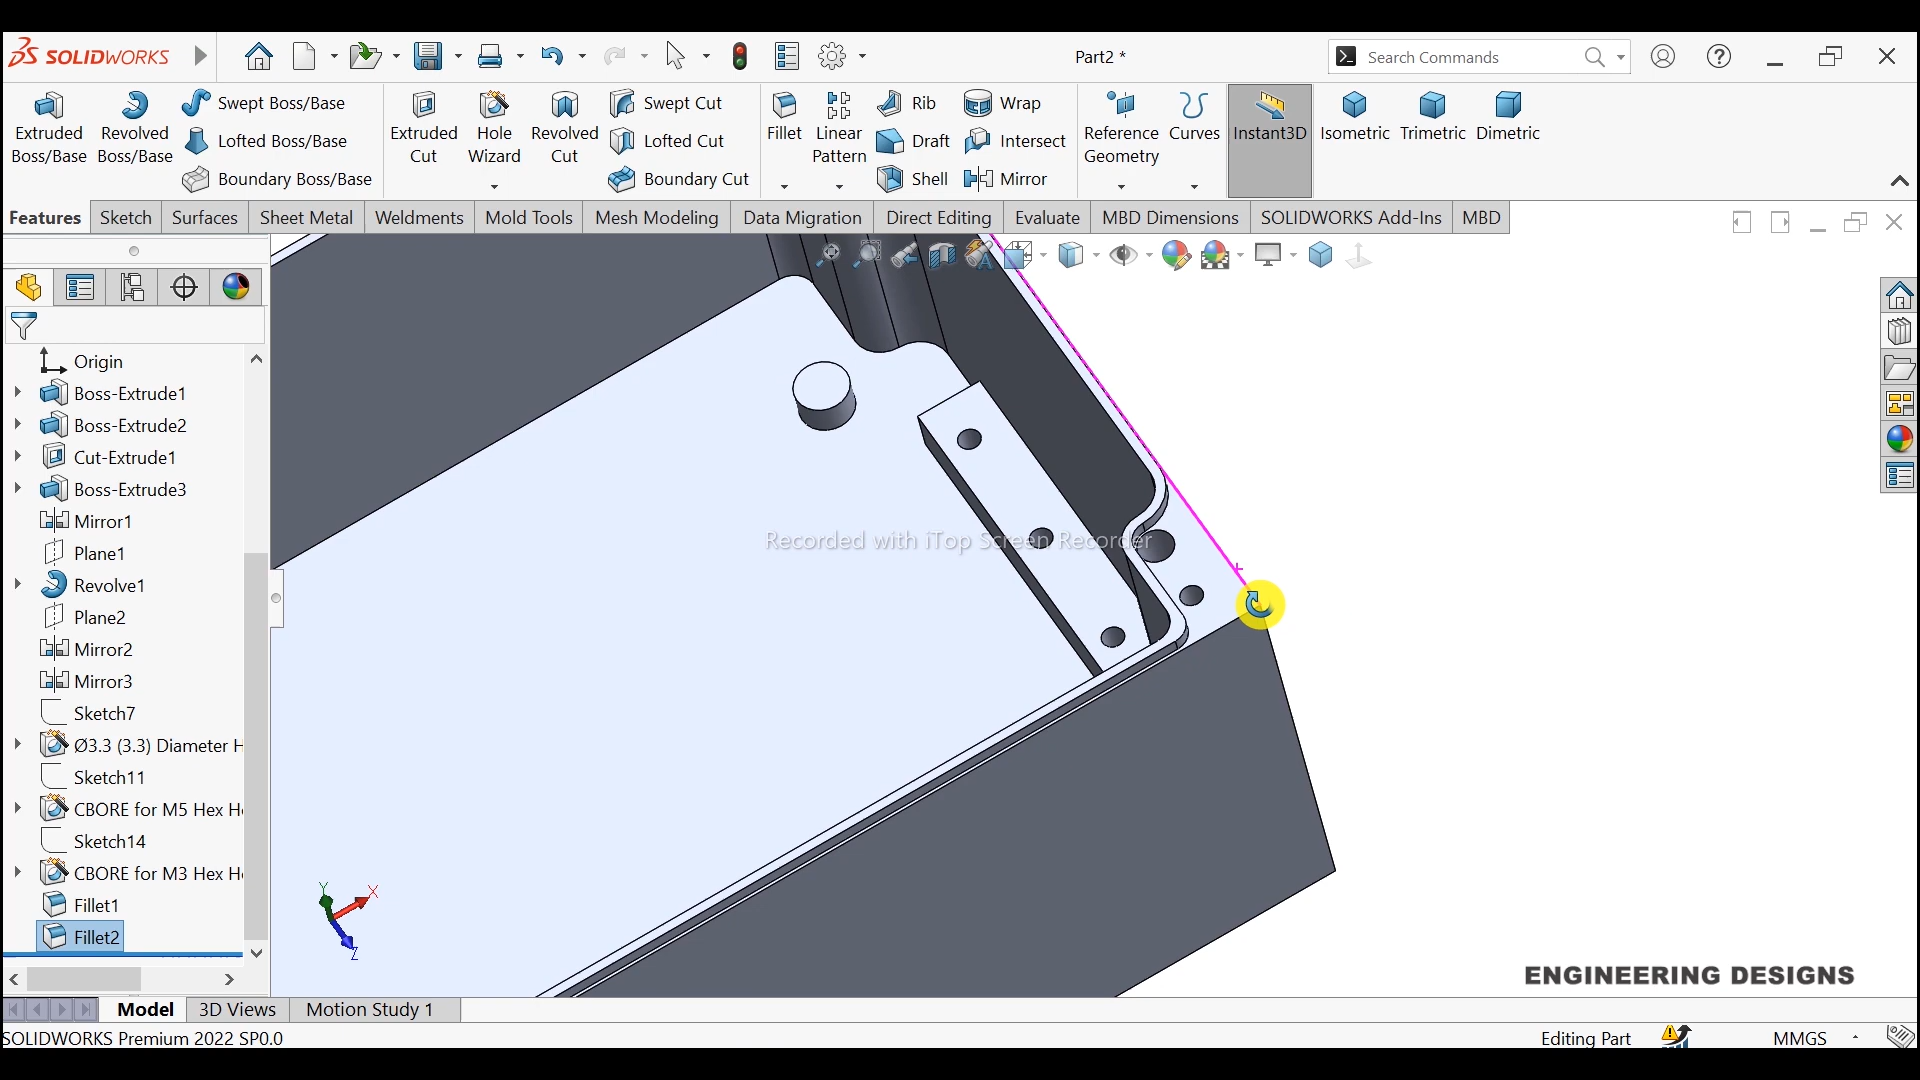 SOLIDWORKS
Part2 *
Search Commands
Extruded Boss/Base
Revolved Boss/Base
Swept Boss/Base
Lofted Boss/Base
Boundary Boss/Base
Extruded Cut
Hole Wizard
Revolved Cut
Swept Cut
Lofted Cut
Boundary Cut
Fillet
Linear Pattern
Rib
Draft
Shell
Wrap
Intersect
Mirror
Reference Geometry
Curves
Instant3D
Isometric
Trimetric
Dimetric
Features
Sketch
Surfaces
Sheet Metal
Weldments
Mold Tools
Mesh Modeling
Data Migration
Direct Editing
Evaluate
MBD Dimensions
SOLIDWORKS Add-Ins
MBD
Origin
Boss-Extrude1
Boss-Extrude2
Cut-Extrude1
Boss-Extrude3
Mirror1
Plane1
Revolve1
Plane2
Mirror2
Mirror3
Sketch7
Ø3.3 (3.3) Diameter H
Sketch11
CBORE for M5 Hex He
Sketch14
CBORE for M3 Hex He
Fillet1
Fillet2
Recorded with iTop Screen Recorder
Y
X
Z
ENGINEERING DESIGNS
Model
3D Views
Motion Study 1
SOLIDWORKS Premium 2022 SP0.0
Editing Part
MMGS